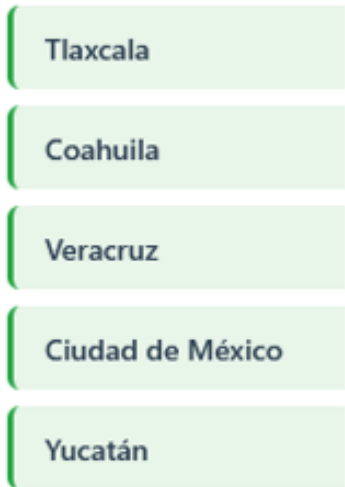 Tlaxcala
Coahuila
Veracruz
Ciudad de México
Yucatán